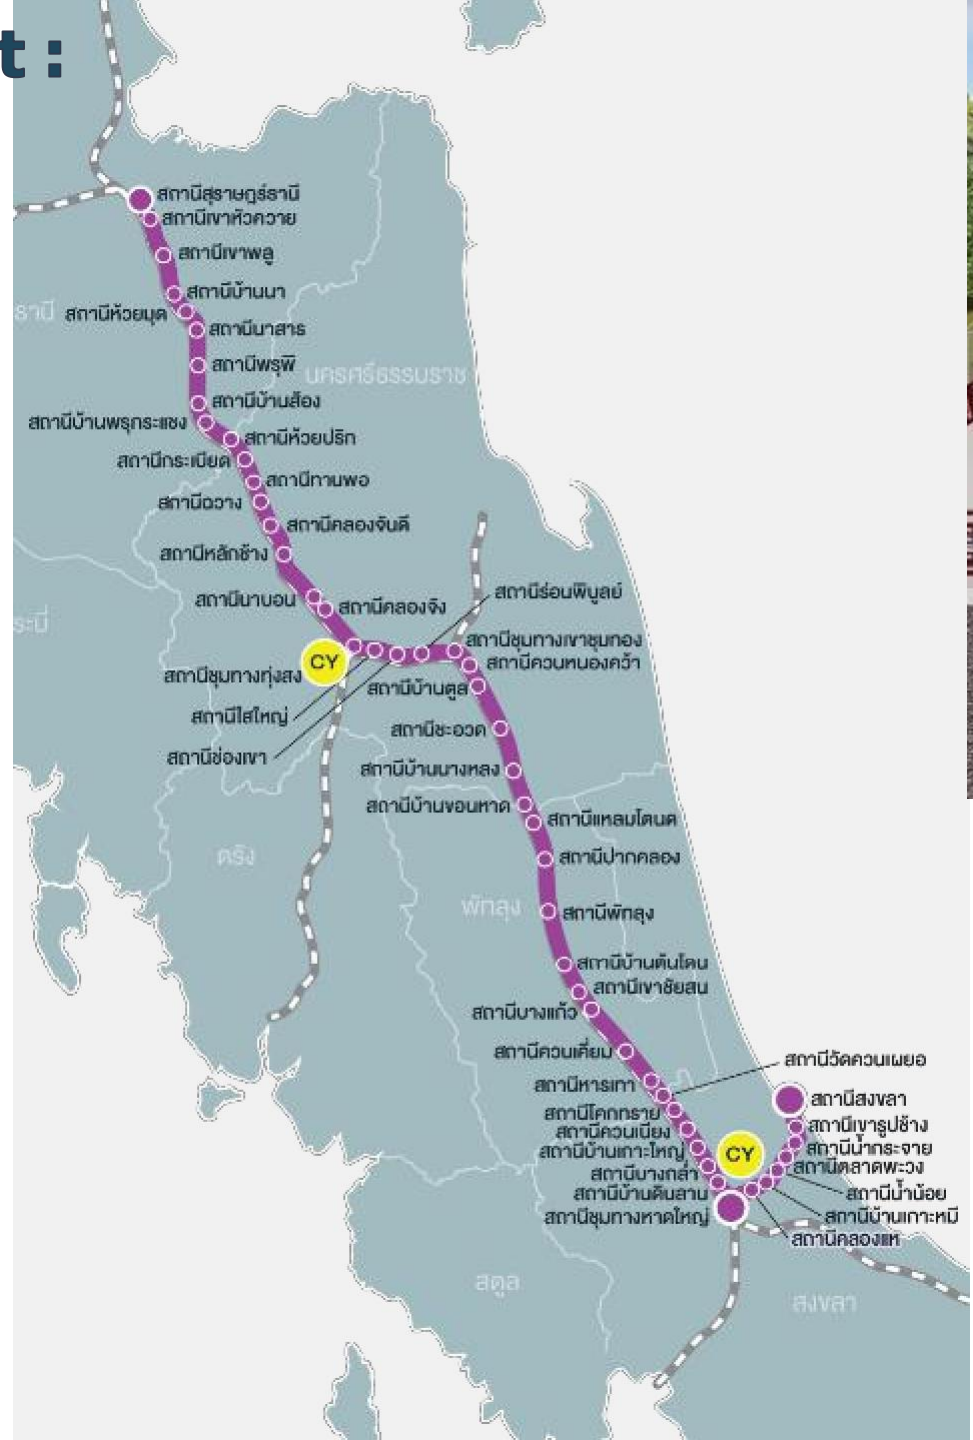 t :
สถานีสุราษฎร์ธานี
สถานีเขาหัวควาย
สถานีเขาพลู
สถานีบ้านนา
ธานี
สถานีห้วยมุด
สถานีนาสาร
สถานีพรุพี
นครศรีธรรมราช
สถานีบ้านส้อง
สถานีบ้านพรุกระแชง
สถานีห้วยปริก
สถานีกระเบียด
สถานีทานพอ
สถานีฉวาง
สถานีคลองจันดี
สถานีหลักช้าง
สถานีร่อนพิบูลย์
สถานีนาบอน
สถานีคลองจัง
ระบี่
สถานีชุมทางเขาชุมทอง
CY
สถานีควนหนองคว้า
สถานีชุมทางทุ่งสง
สถานีบ้านตูล
สถานีใสใหญ่
สถานีชะอวด
สถานีช่องเขา
สถานีบ้านนางหลง
สถานีบ้านขอนหาด
สถานีแหลมโตนด
ตรัง
สถานีปากคลอง
พัทลุง
สถานีพัทลุง
สถานีบ้านต้นโดน
สถานีเขาชัยสน
สถานีบางแก้ว
สถานีควนเคี่ยม
สถานีวัดควนเผยอ
สถานีหารเทา
สถานีสงขลา
สถานีโคกทราย
สถานีเขารูปช้าง
สถานีควนเนียง
สถานีน้ำกระจาย
สถานีบ้านเกาะใหญ่
CY
สถานีตลาดพะวง
สถานีบางกล่ำ
สถานีบ้านดินลาน
สถานีน้ำน้อย
สถานีชุมทางหาดใหญ่
สถานีบ้านเกาะหมี
สถานีคลองแห
สตูล
สงขลา